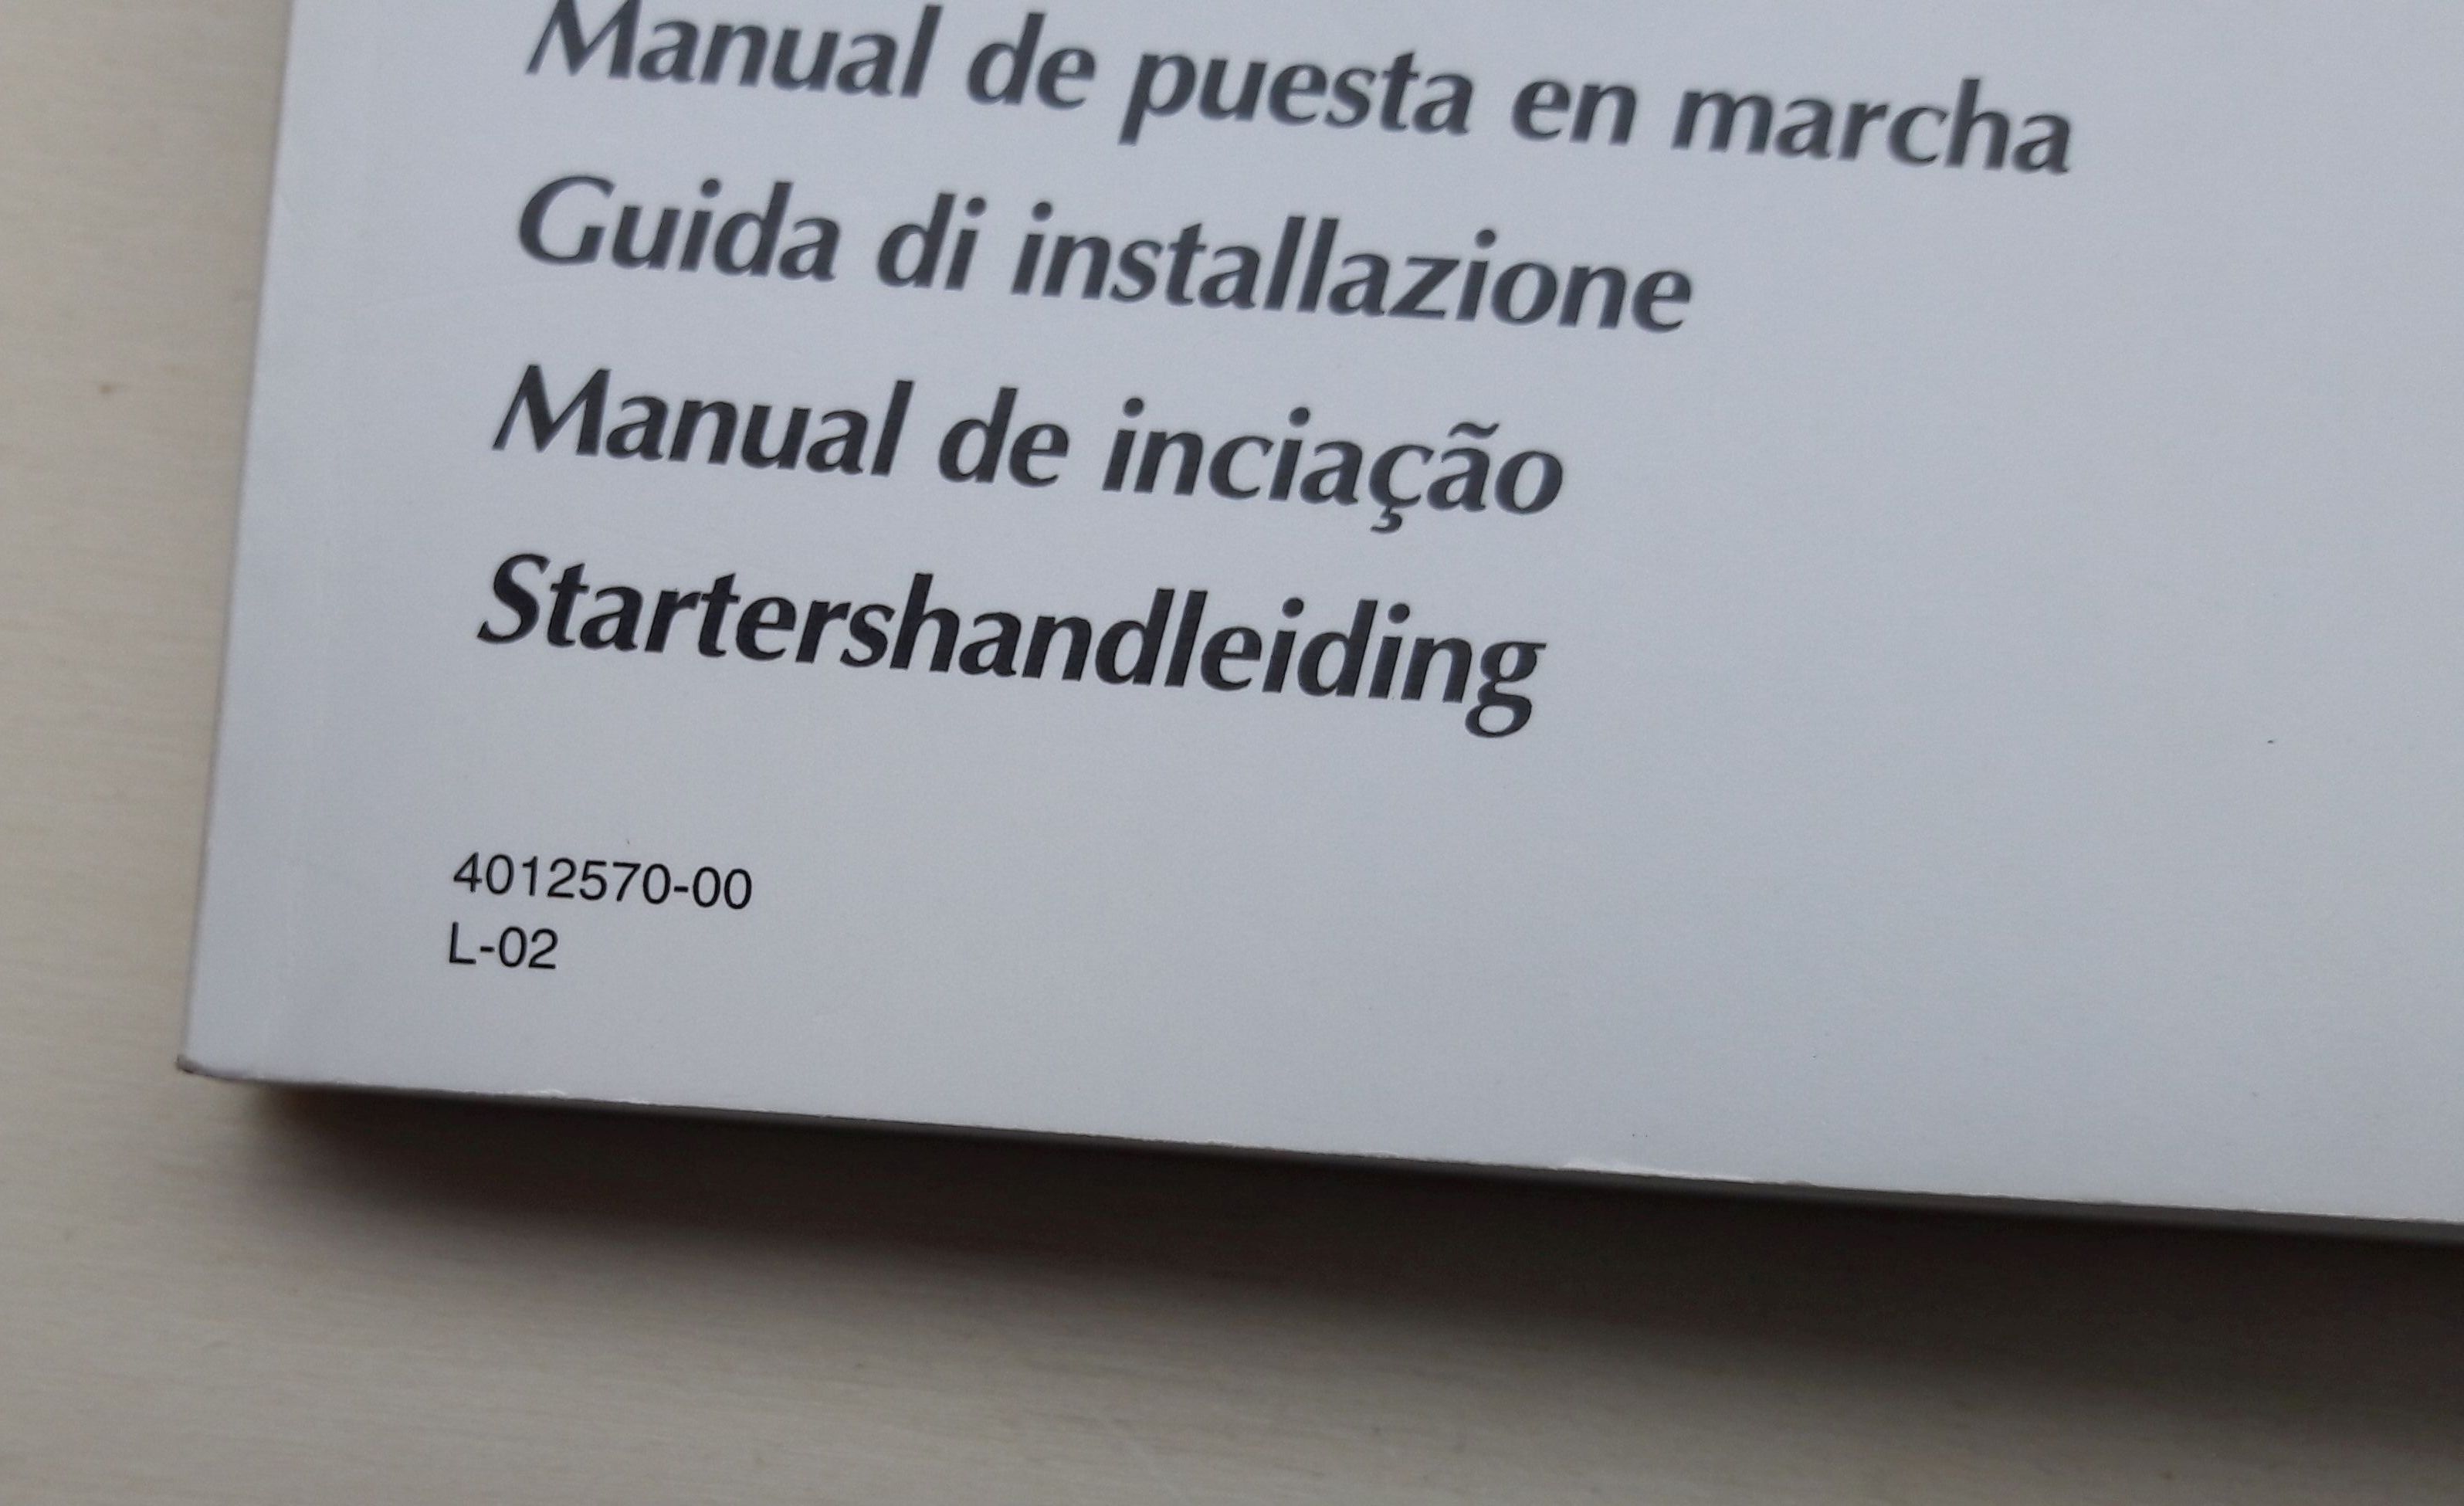 Manual de puesta en marcha
Guida di installazione
Manual de inciação
Startershandleiding
4012570-00
L-02